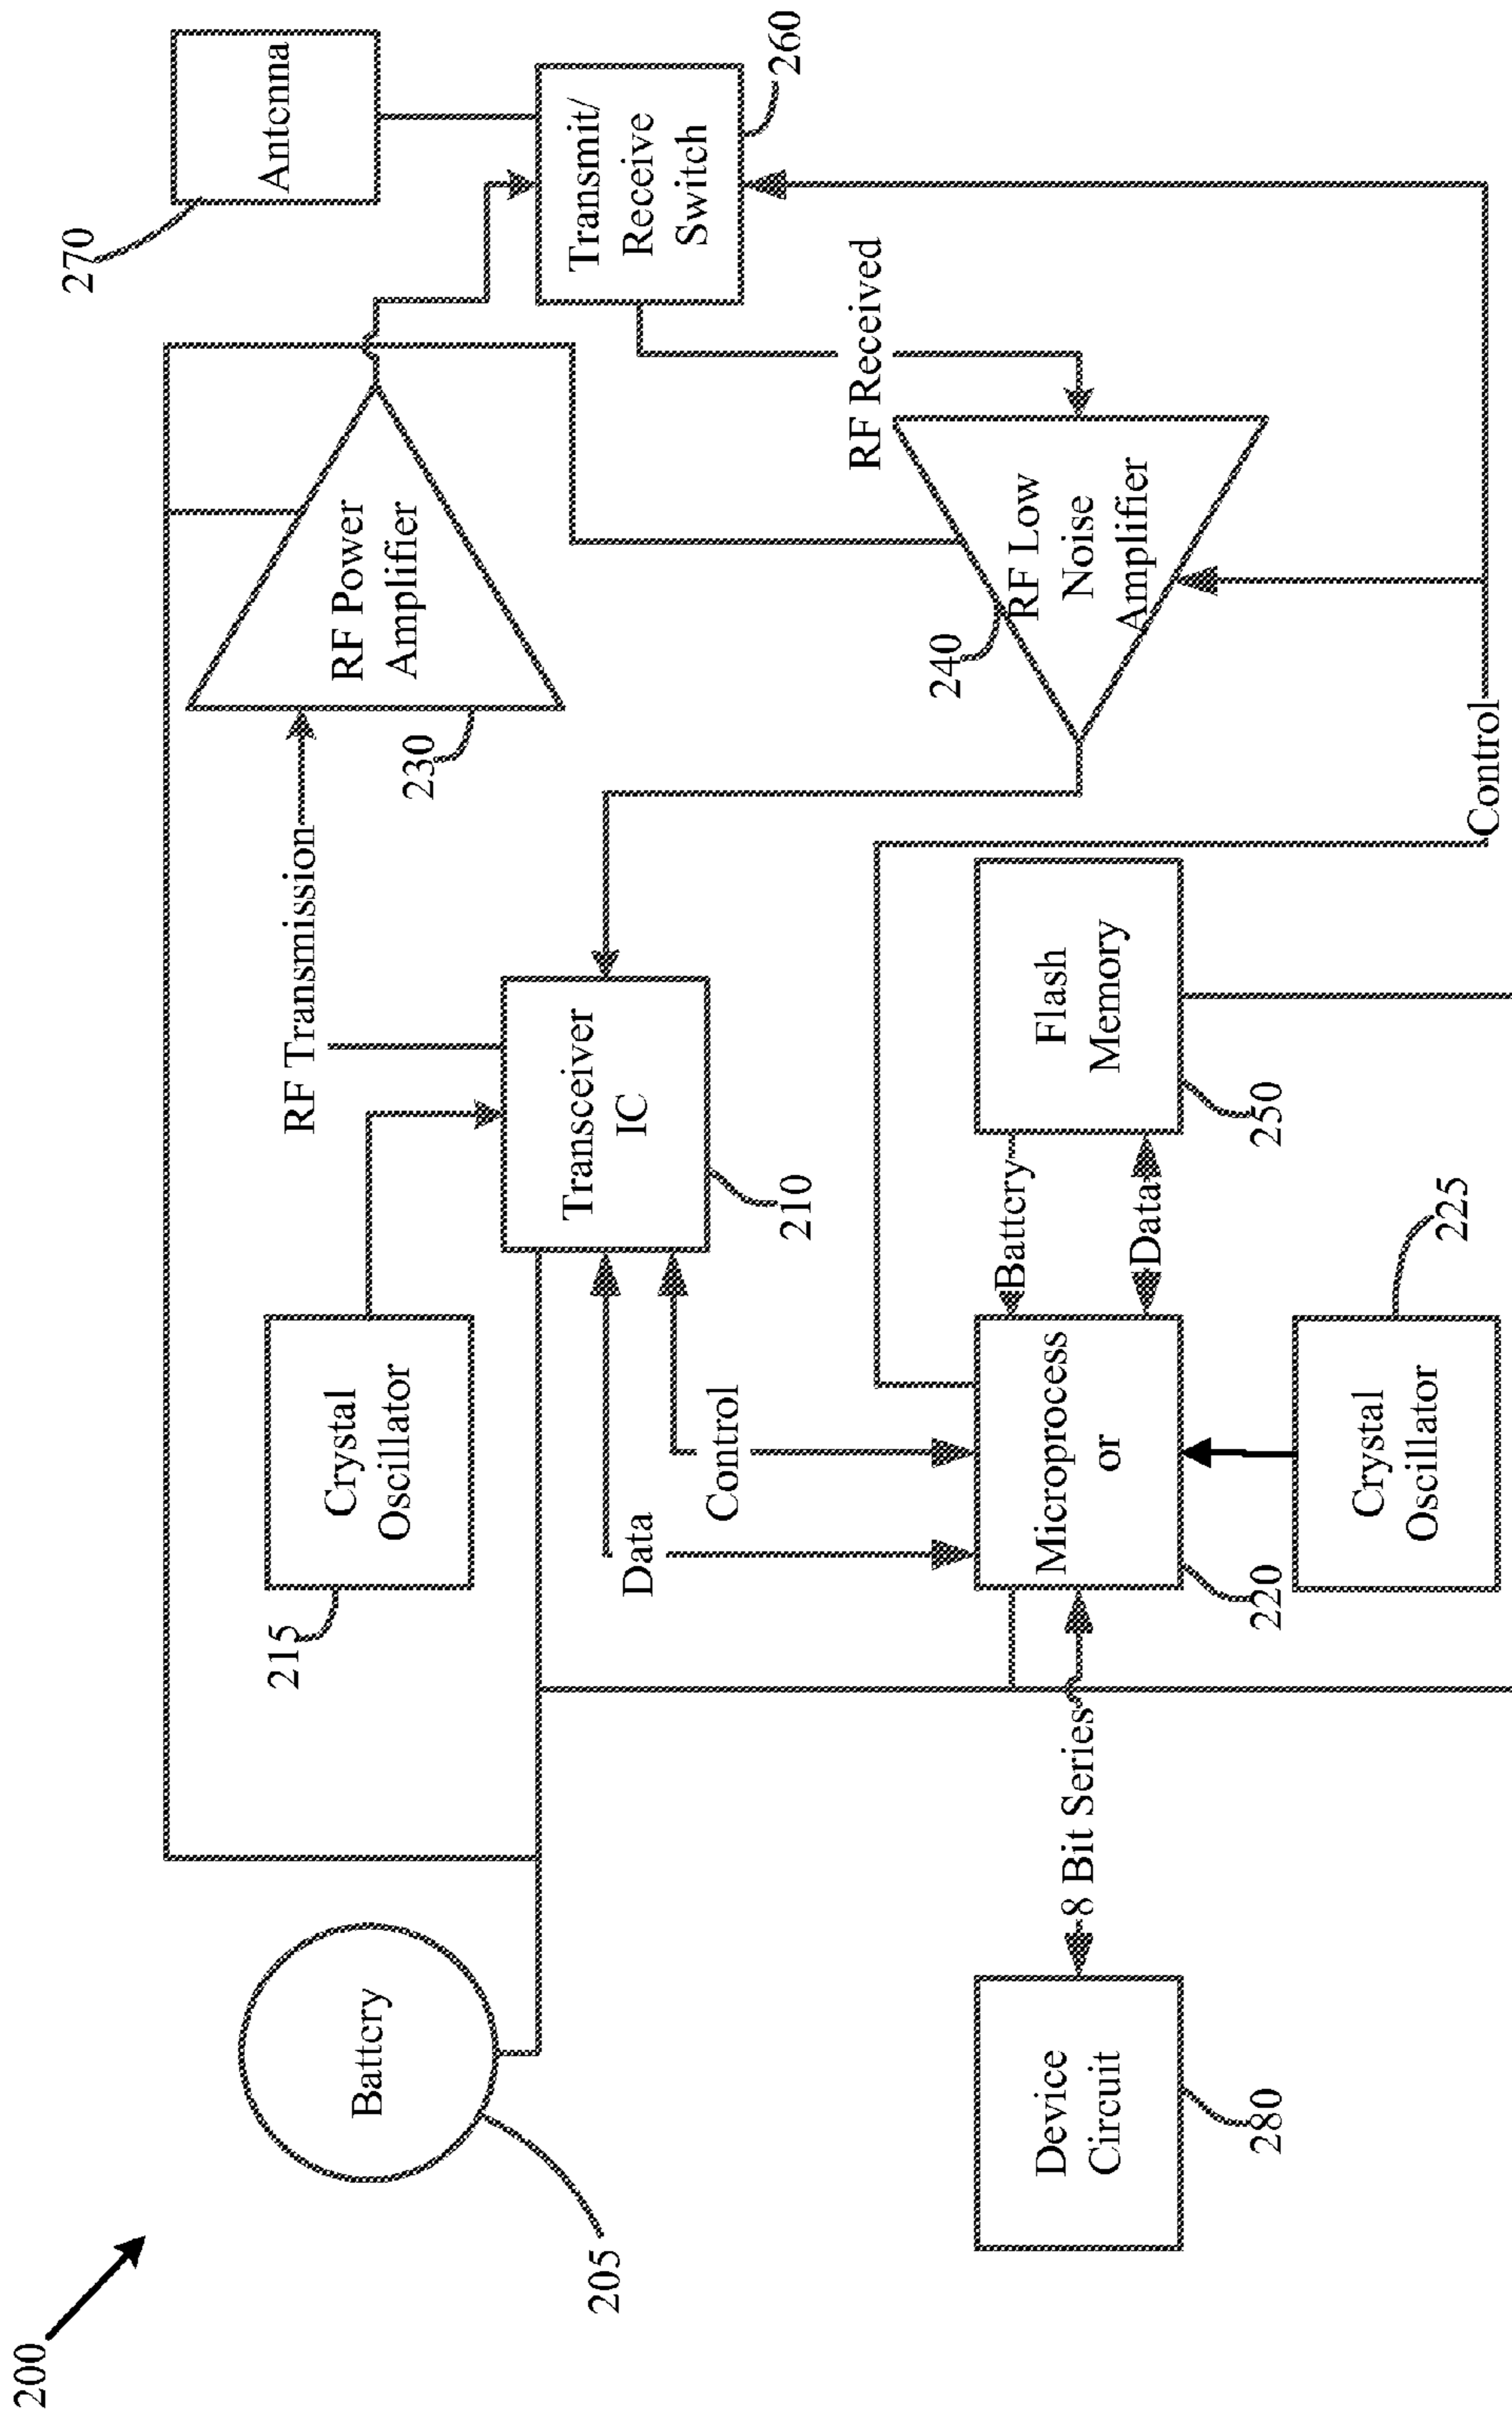 200
270
Antenna
260
Transmit/
Receive
Switch
RF Power
Amplifier
230
RF Transmission
RF Received
RF Low
Noise
Amplifier
240
Crystal
Oscillator
215
Transceiver
IC
210
Battery
205
Data
Control
Flash
Memory
250
Battery
Data
Control
Microprocess
or
220
Crystal
Oscillator
225
8 Bit Series
Device
Circuit
280